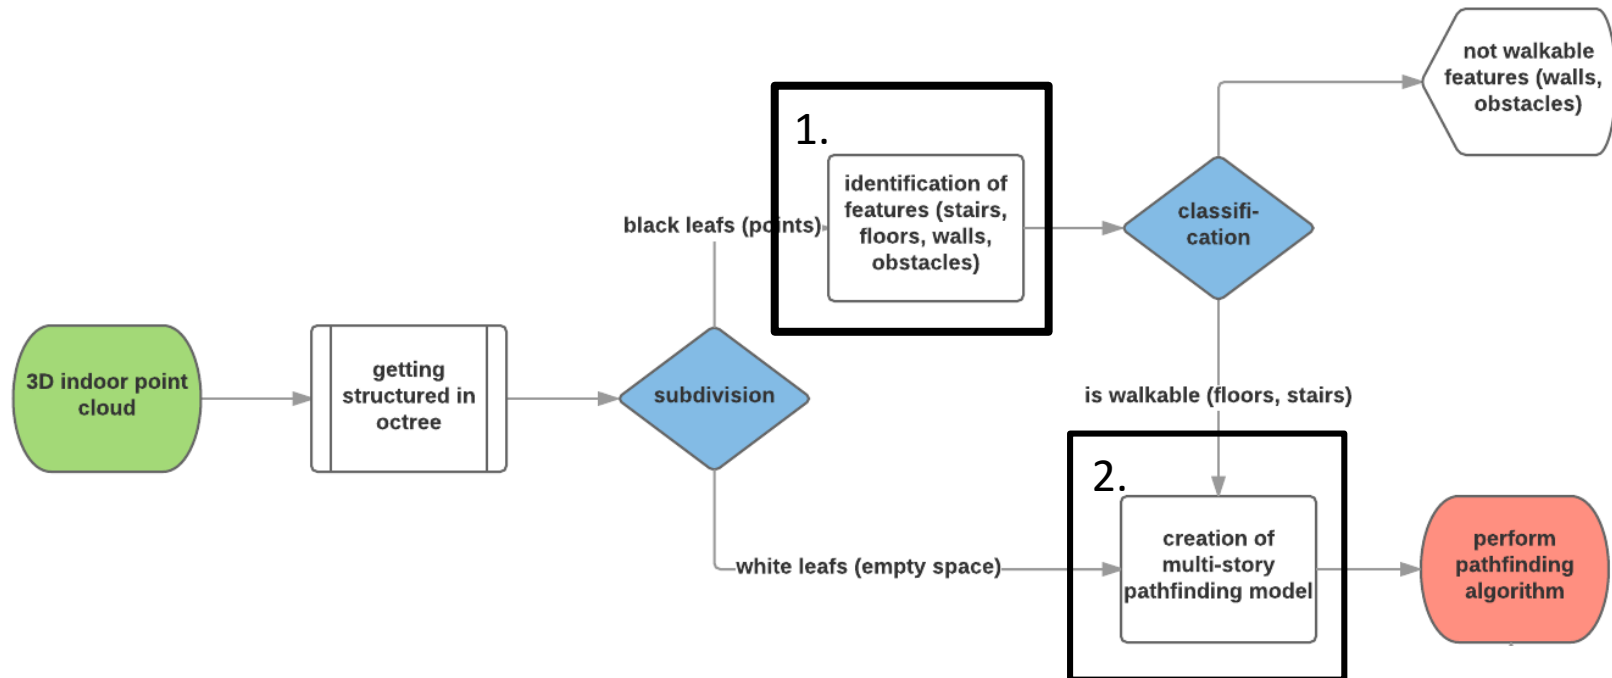 not walkable
features (walls,
obstacles)
1.
identification of
features (stairs,
floors, walls,
obstacles)
black leafs (points)
classifi-
cation
3D indoor point
cloud
getting
structured in
octree
subdivision
is walkable (floors, stairs)
2.
creation of
multi-story
pathfinding model
white leafs (empty space)
perform
pathfinding
algorithm